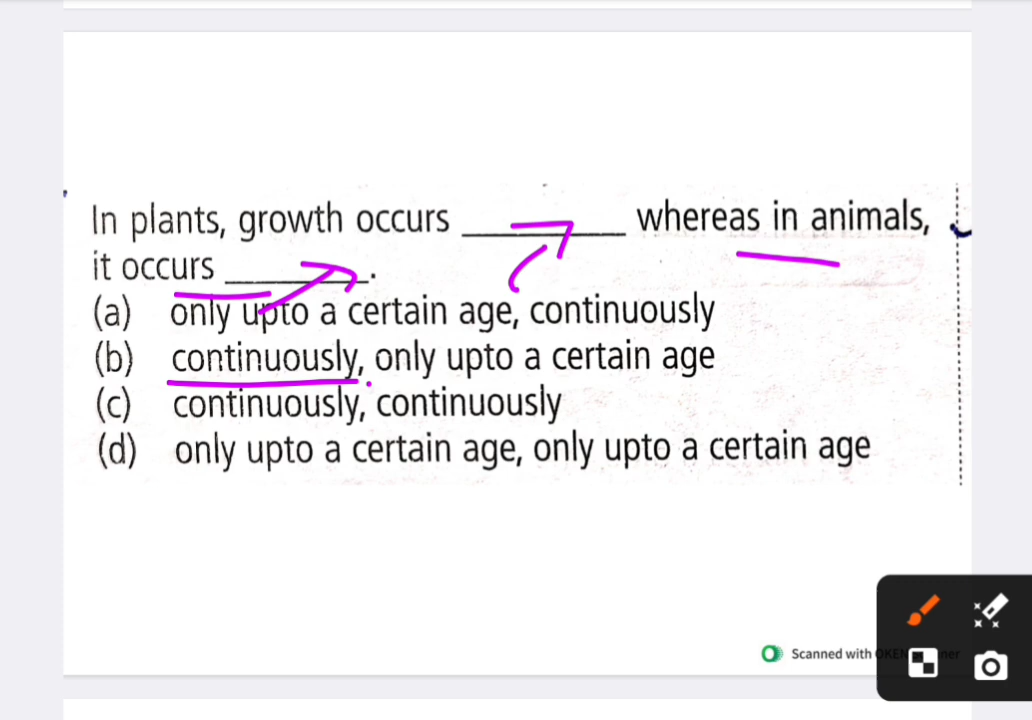 In plants, growth occurs ________ whereas in animals,
it occurs ________.
(a) only upto a certain age, continuously
(b) continuously, only upto a certain age
(c) continuously, continuously
(d) only upto a certain age, only upto a certain age
Scanned with